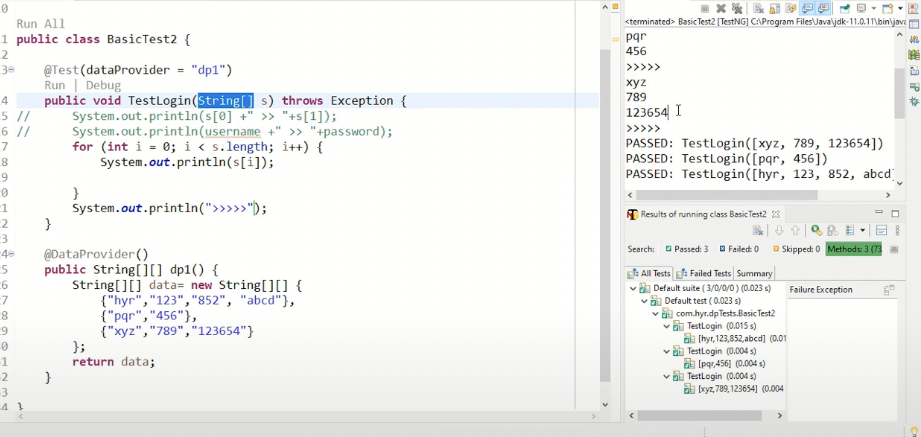 Run All
public class BasicTest2 {
@Test(dataProvider = "dp1")
Run | Debug
public void TestLogin(String[] s) throws Exception {
// System.out.println(s[0] +" >> "+s[1]);
// System.out.println(username +" >> "+password);
for (int i = 0; i < s.length; i++) {
System.out.println(s[i]);
}
System.out.println(">>>>>");
}
@DataProvider()
public String[][] dp1() {
String[][] data= new String[][] {
{"hyr","123","852", "abcd"},
{"pqr","456"},
{"xyz","789","123654"}
};
return data;
}
}
<terminated> BasicTest2 [TestNG] C:\Program Files\Java\jdk-11.0.11\bin\java
pqr
456
>>>>>
xyz
789
123654
>>>>>
PASSED: TestLogin([xyz, 789, 123654])
PASSED: TestLogin([pqr, 456])
PASSED: TestLogin([hyr, 123, 852, abcd]
Results of running class BasicTest2
Search: Passed: 3 Failed: 0 Skipped: 0 Methods: 3 (73
All Tests Failed Tests Summary
Default suite ( 3/0/0/0 ) (0.023 s)
Failure Exception
Default test ( 0.023 s)
com.hyr.dpTests.BasicTest2
TestLogin (0.015 s)
[hyr,123,852,abcd] (0.01
TestLogin (0.004 s)
[pqr,456] (0.004 s)
TestLogin (0.004 s)
[xyz,789,123654] (0.004